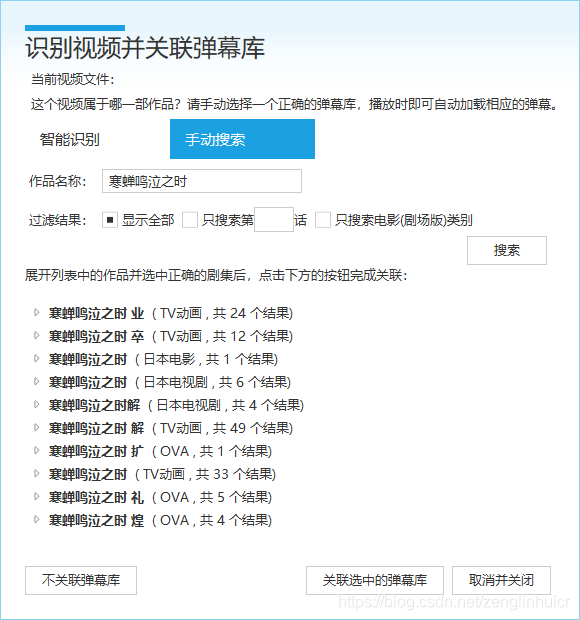 识别视频并关联弹幕库
当前视频文件：
这个视频属于哪一部作品？请手动选择一个正确的弹幕库，播放时即可自动加载相应的弹幕。
智能识别 手动搜索
作品名称： 寒蝉鸣泣之时
过滤结果： 显示全部 只搜索第 话 只搜索电影(剧场版)类别
搜索
展开列表中的作品并选中正确的剧集后，点击下方的按钮完成关联：
寒蝉鸣泣之时 业 ( TV动画 , 共 24 个结果)
寒蝉鸣泣之时 卒 ( TV动画 , 共 12 个结果)
寒蝉鸣泣之时 ( 日本电影 , 共 1 个结果)
寒蝉鸣泣之时 ( 日本电视剧 , 共 6 个结果)
寒蝉鸣泣之时解 ( 日本电视剧 , 共 4 个结果)
寒蝉鸣泣之时 解 ( TV动画 , 共 49 个结果)
寒蝉鸣泣之时 扩 ( OVA , 共 1 个结果)
寒蝉鸣泣之时 ( TV动画 , 共 33 个结果)
寒蝉鸣泣之时 礼 ( OVA , 共 5 个结果)
寒蝉鸣泣之时 煌 ( OVA , 共 4 个结果)
不关联弹幕库 关联选中的弹幕库 取消并关闭
https://blog.csdn.net/zenglinhuicr